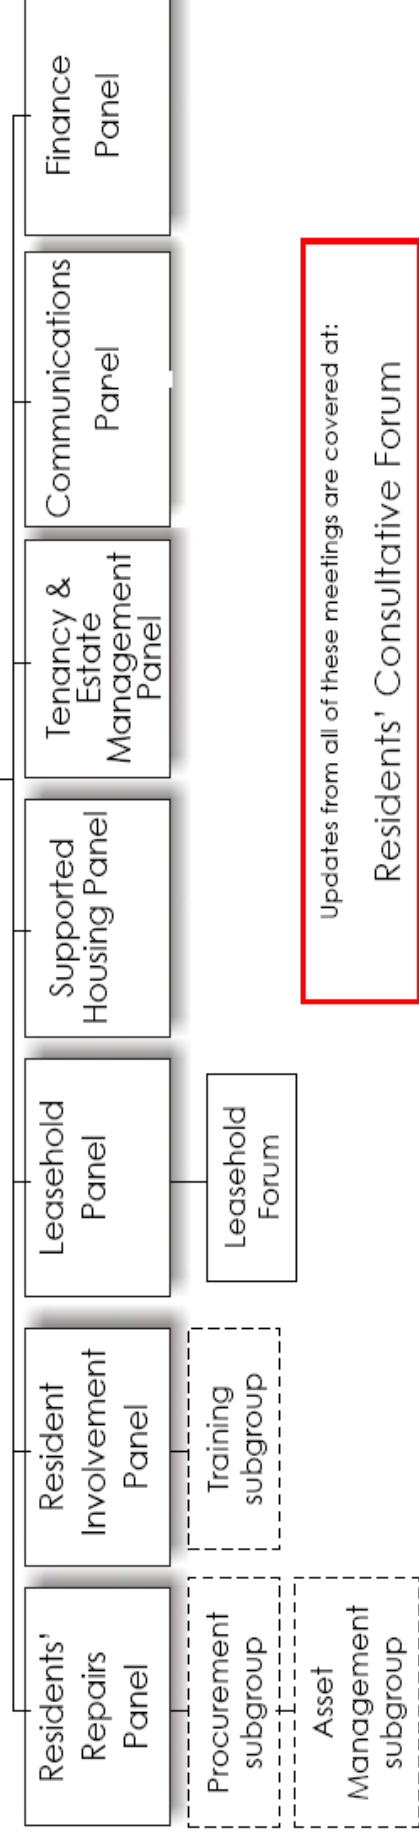 Residents'
Repairs
Panel
Resident
Involvement
Panel
Leasehold
Panel
Supported
Housing Panel
Tenancy &
Estate
Management
Panel
Communications
Panel
Finance
Panel
Procurement
subgroup
Training
subgroup
Leasehold
Forum
Asset
Management
subgroup
Updates from all of these meetings are covered at:
Residents' Consultative Forum